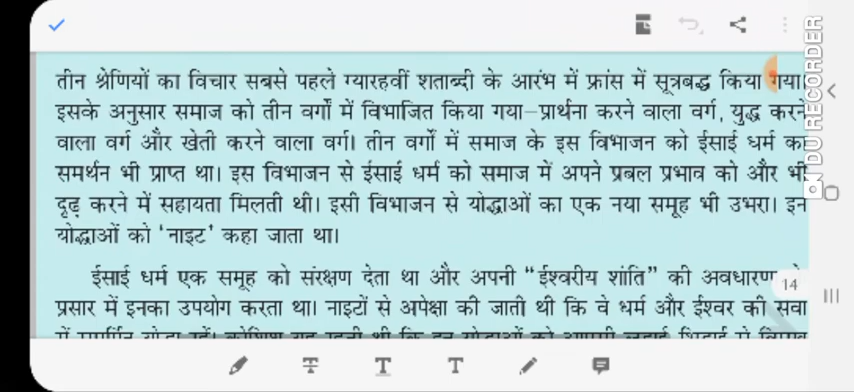 तीन श्रेणियों का विचार सबसे पहले ग्यारहवीं शताब्दी के आरंभ में फ्रांस में सूत्रबद्ध किया गया।
इसके अनुसार समाज को तीन वर्गों में विभाजित किया गया–प्रार्थना करने वाला वर्ग, युद्ध करने
वाला वर्ग और खेती करने वाला वर्ग। तीन वर्गों में समाज के इस विभाजन को ईसाई धर्म का
समर्थन भी प्राप्त था। इस विभाजन से ईसाई धर्म को समाज में अपने प्रबल प्रभाव को और भी
दृढ़ करने में सहायता मिलती थी। इसी विभाजन से योद्धाओं का एक नया समूह भी उभरा। इन
योद्धाओं को ‘नाइट’ कहा जाता था।
ईसाई धर्म एक समूह को संरक्षण देता था और अपनी “ईश्वरीय शांति” की अवधारणा
14
प्रसार में इनका उपयोग करता था। नाइटों से अपेक्षा की जाती थी कि वे धर्म और ईश्वर की सेवा
DU RECORDER
T T T